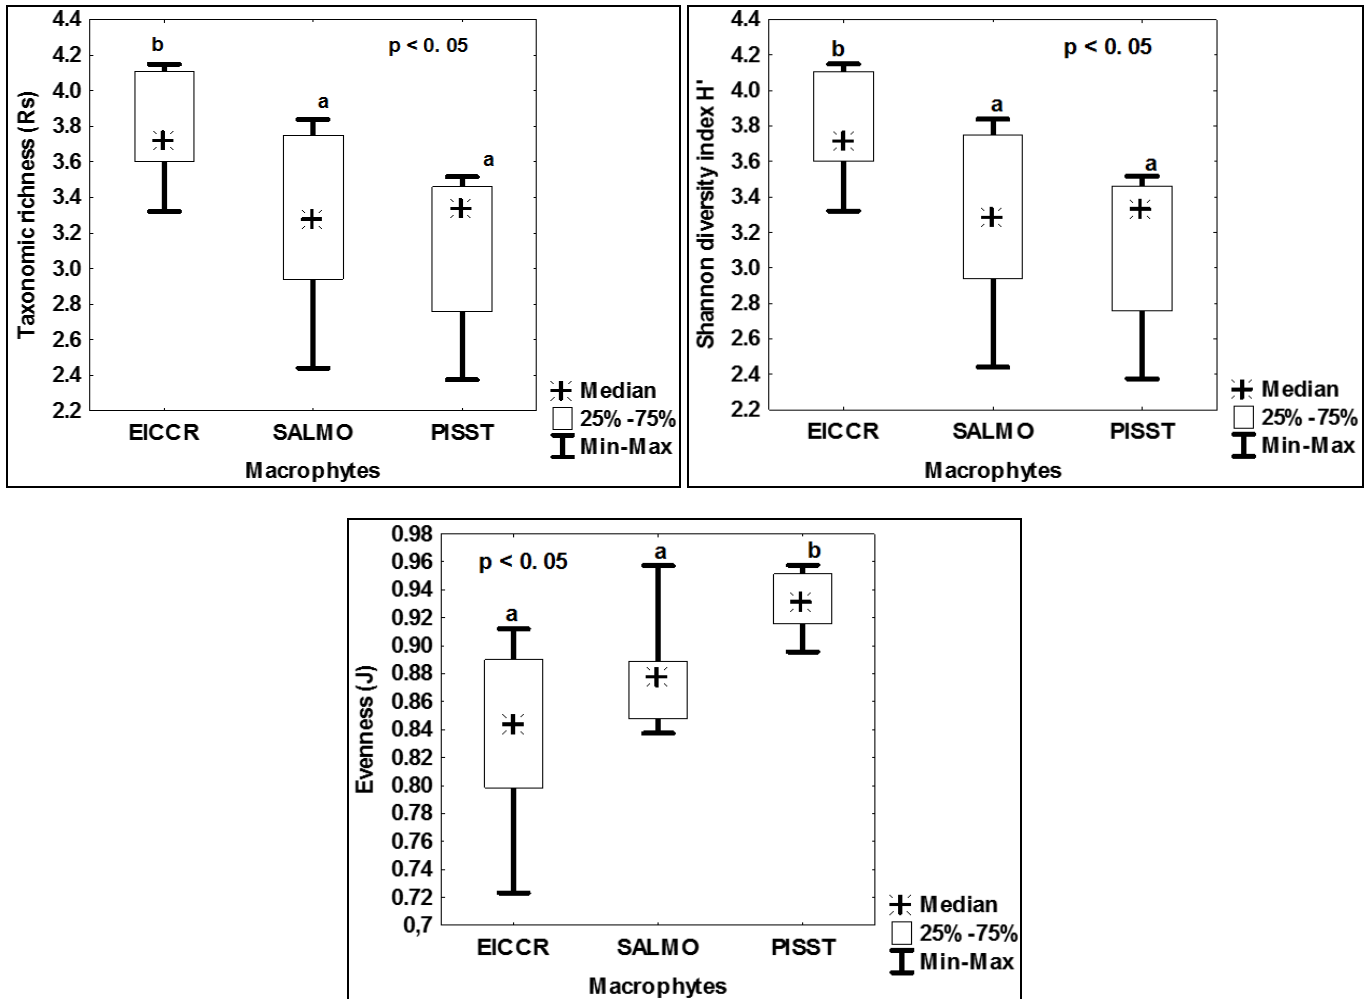 Taxonomic richness (Rs)
4.4
4.2
4.0
3.8
3.6
3.4
3.2
3.0
2.8
2.6
2.4
2.2
b
a
a
p < 0. 05
EICCR SALMO PISST
Macrophytes
Median
25% -75%
Min-Max
Shannon diversity index H'
4.4
4.2
4.0
3.8
3.6
3.4
3.2
3.0
2.8
2.6
2.4
2.2
b
a
a
p < 0. 05
EICCR SALMO PISST
Macrophytes
Median
25% -75%
Min-Max
Evenness (J)
0.98
0.96
0.94
0.92
0.90
0.88
0.86
0.84
0.82
0.80
0.78
0.76
0.74
0.72
0,7
p < 0. 05
a
a
b
EICCR SALMO PISST
Macrophytes
Median
25% -75%
Min-Max